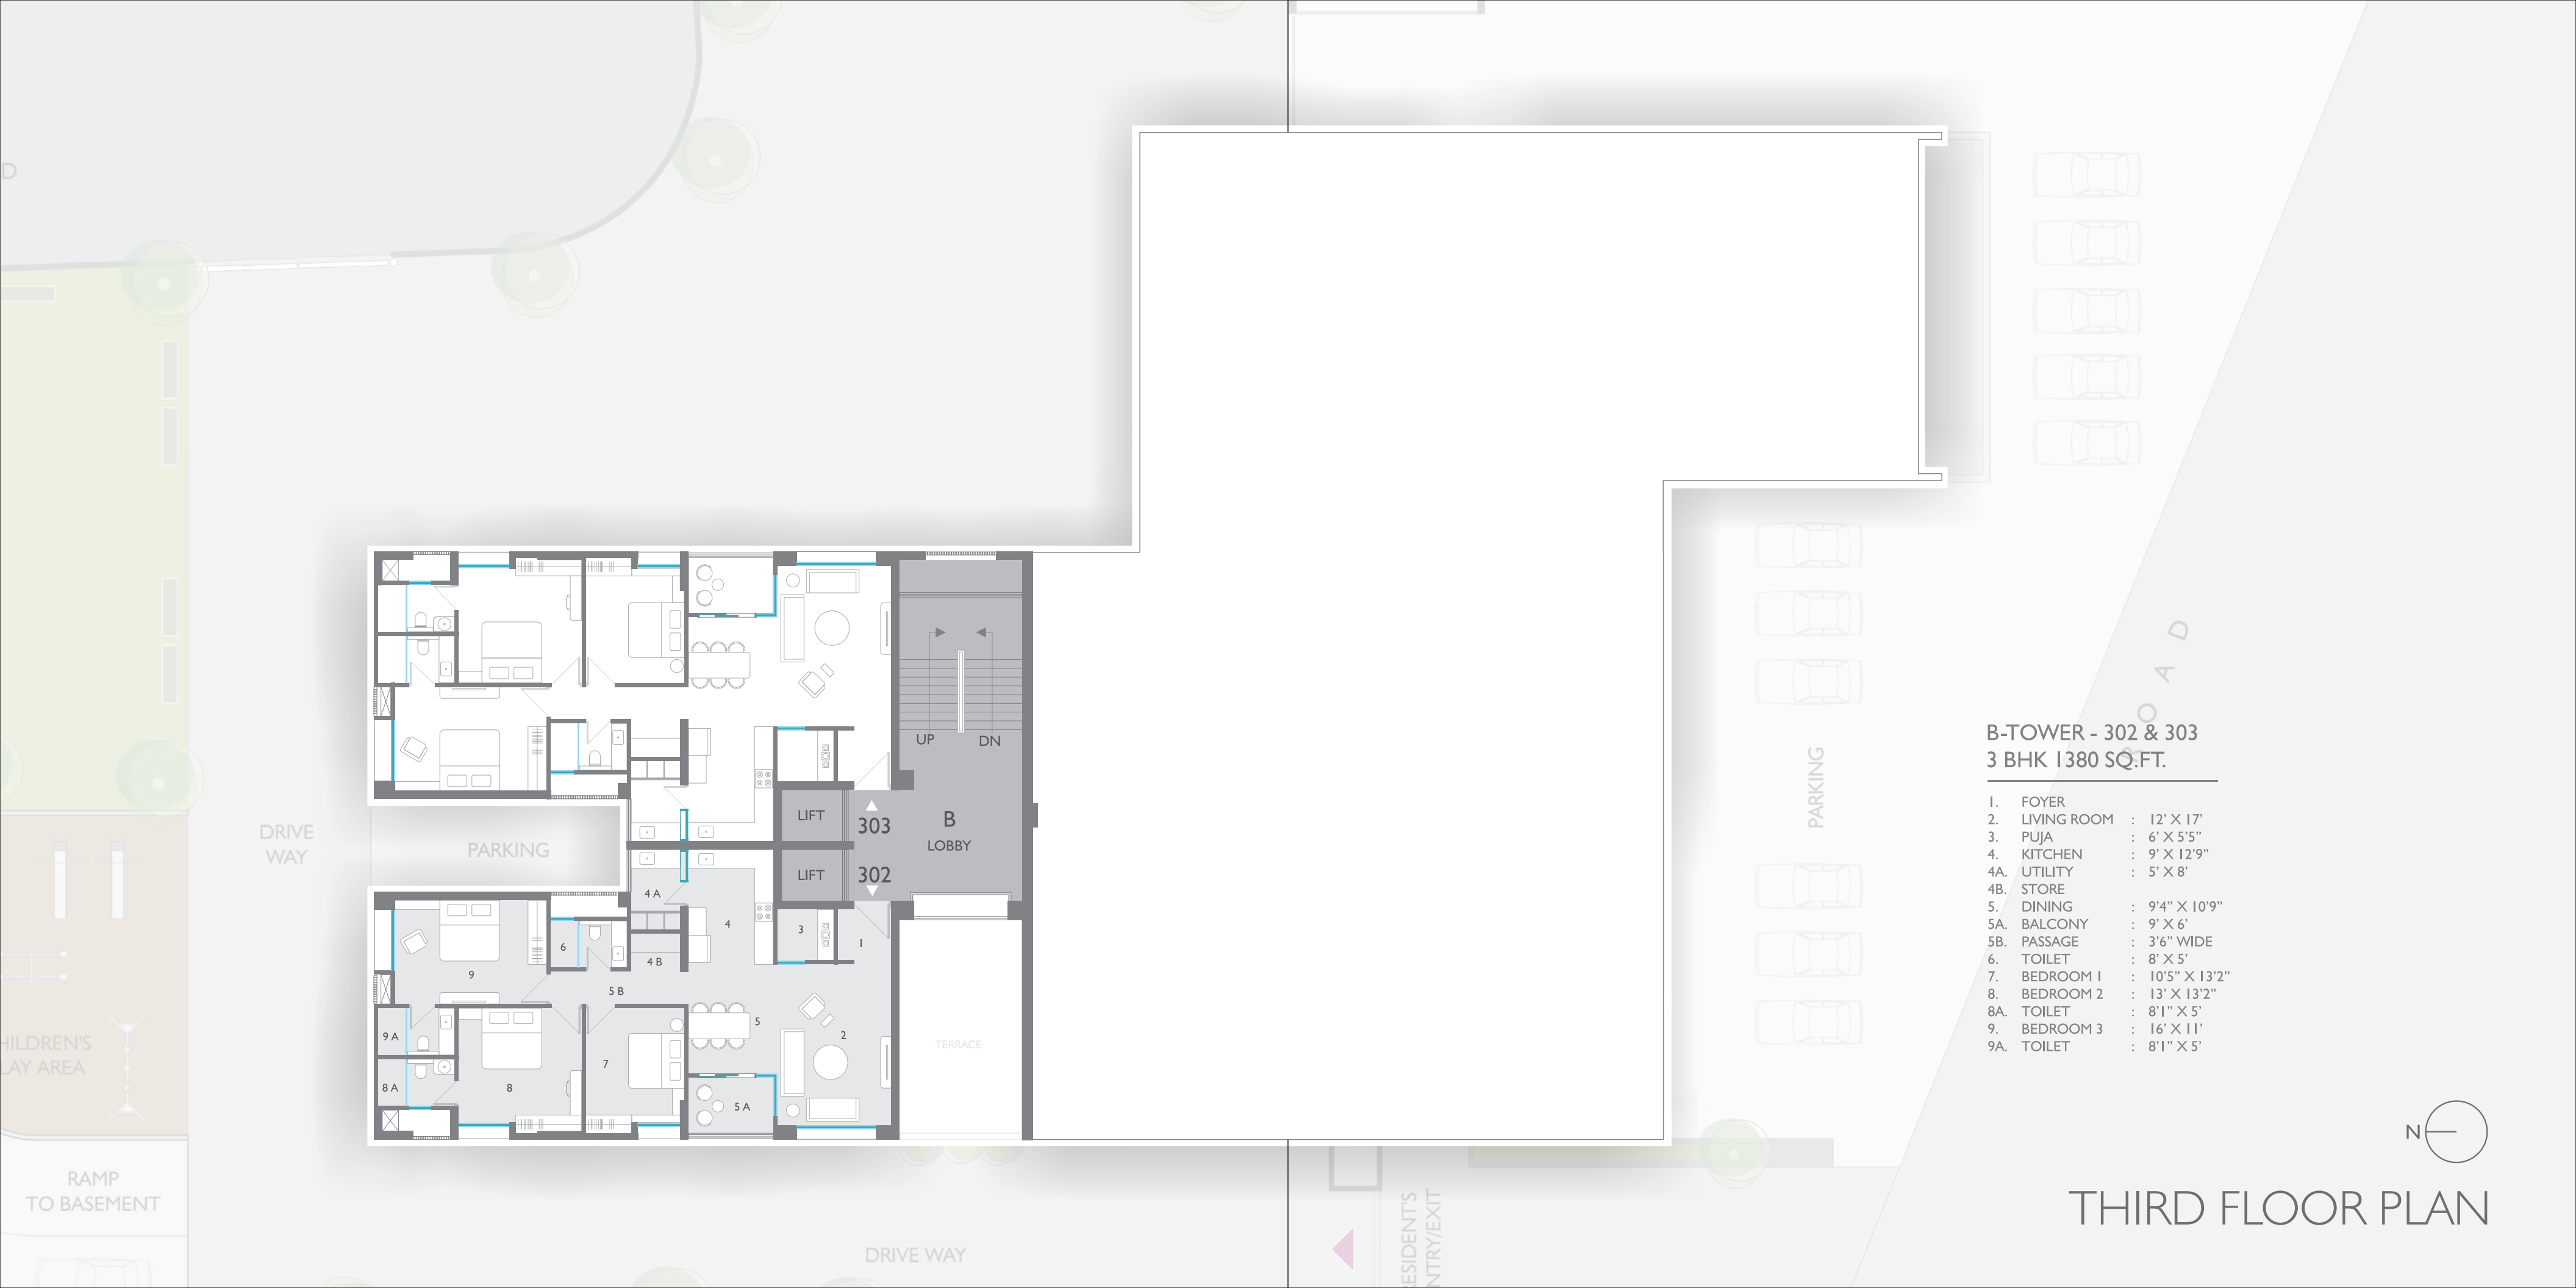 D
UP
DN
LIFT
303
B
LOBBY
LIFT
302
DRIVE
WAY
PARKING
4 A
4
3
1
6
4 B
9
5 B
9 A
5
2
7
8 A
8
5 A
TERRACE
CHILDREN'S
PLAY AREA
RAMP
TO BASEMENT
DRIVE WAY
RESIDENT'S
ENTRY/EXIT
PARKING
ROAD
B-TOWER - 302 & 303
3 BHK 1380 SQ.FT.
1. FOYER
2. LIVING ROOM : 12' X 17'
3. PUJA : 6' X 5'5"
4. KITCHEN : 9' X 12'9"
4A. UTILITY : 5' X 8'
4B. STORE
5. DINING : 9'4" X 10'9"
5A. BALCONY : 9' X 6'
5B. PASSAGE : 3'6" WIDE
6. TOILET : 8' X 5'
7. BEDROOM 1 : 10'5" X 13'2"
8. BEDROOM 2 : 13' X 13'2"
8A. TOILET : 8'1" X 5'
9. BEDROOM 3 : 16' X 11'
9A. TOILET : 8'1" X 5'
N
THIRD FLOOR PLAN